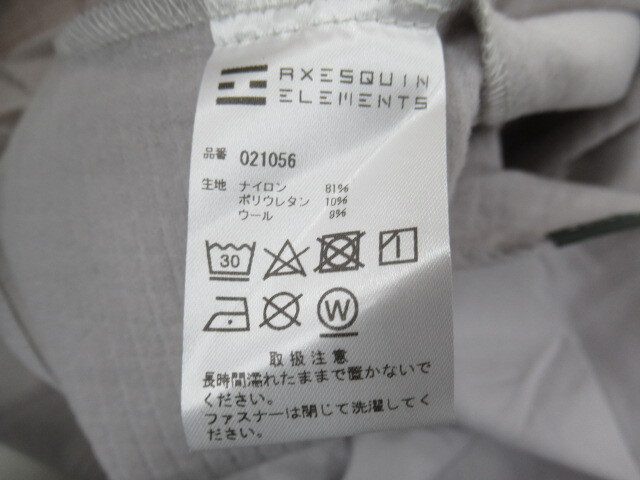 AXESQUIN
ELEMENTS
品番 021056
生地 ナイロン 81%
ポリウレタン 10%
ウール 9%
30
W
取扱注意
長時間濡れたままで置かないで
ください。
ファスナーは閉じて洗濯してく
ださい。